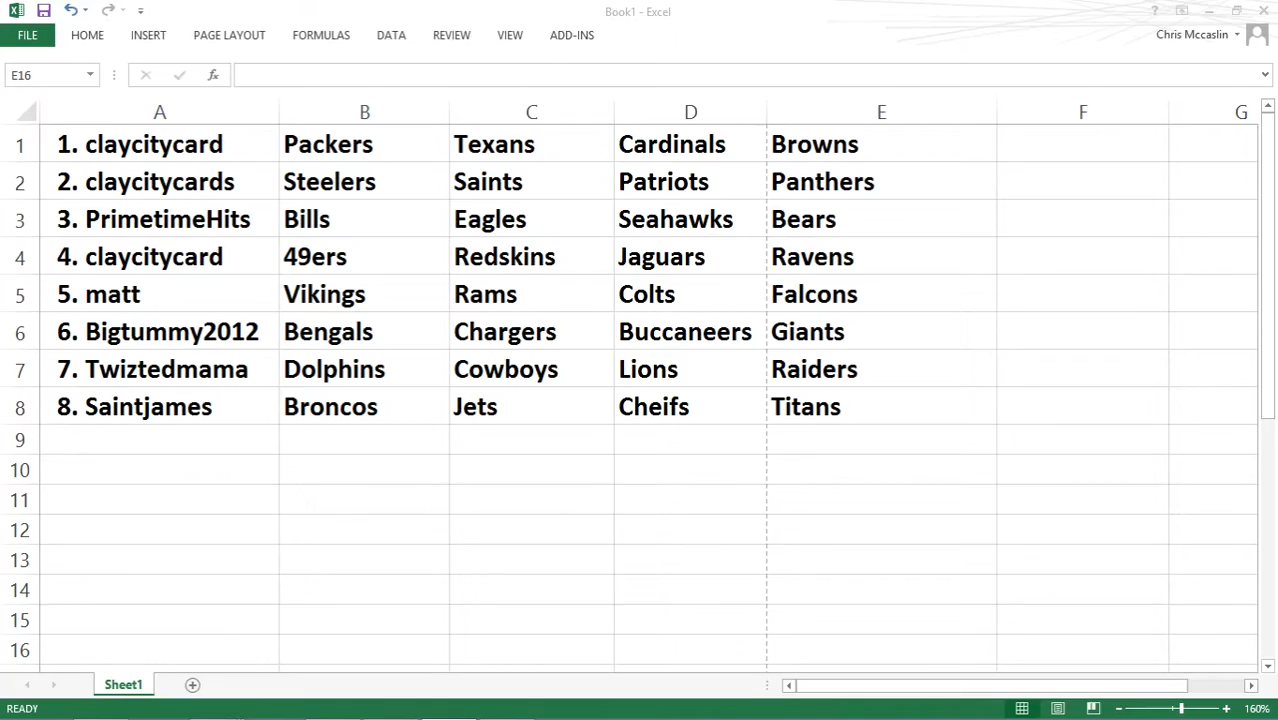 Book1 - Excel
FILE HOME INSERT PAGE LAYOUT FORMULAS DATA REVIEW VIEW ADD-INS Chris Mccaslin
E16 fx
A B C D E F G
1 1. claycitycard Packers Texans Cardinals Browns
2 2. claycitycards Steelers Saints Patriots Panthers
3 3. PrimetimeHits Bills Eagles Seahawks Bears
4 4. claycitycard 49ers Redskins Jaguars Ravens
5 5. matt Vikings Rams Colts Falcons
6 6. Bigtummy2012 Bengals Chargers Buccaneers Giants
7 7. Twiztedmama Dolphins Cowboys Lions Raiders
8 8. Saintjames Broncos Jets Cheifs Titans
9
10
11
12
13
14
15
16
Sheet1
READY 160%